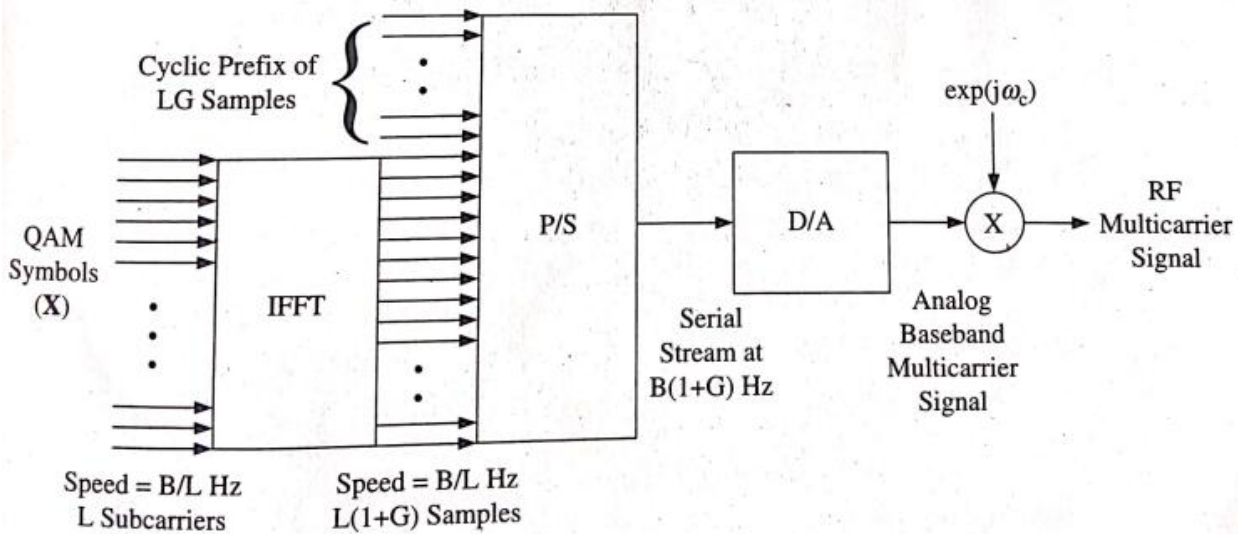 Cyclic Prefix of
LG Samples
QAM
Symbols
(X)
IFFT
P/S
D/A
exp(jω_c)
X
RF
Multicarrier
Signal
Serial
Stream at
B(1+G) Hz
Analog
Baseband
Multicarrier
Signal
Speed = B/L Hz
L Subcarriers
Speed = B/L Hz
L(1+G) Samples